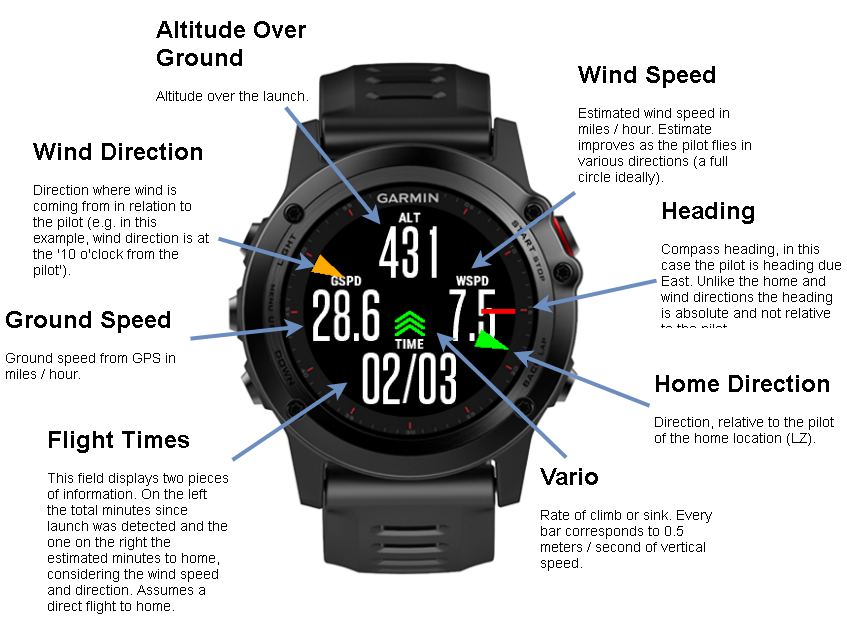 Altitude Over
Ground
Altitude over the launch.
Wind Speed
Estimated wind speed in
miles / hour. Estimate
improves as the pilot flies in
various directions (a full
circle ideally).
Wind Direction
Direction where wind is
coming from in relation to
the pilot (e.g. in this
example, wind direction is at
the '10 o'clock from the
pilot').
Heading
Compass heading, in this
case the pilot is heading due
East. Unlike the home and
wind directions the heading
is absolute and not relative
to the pilot.
GARMIN
LIGHT
START STOP
MENU
DOWN
BACK LAP
ALT
431
GSPD
WSPD
28.6
7.5
TIME
02/03
Ground Speed
Ground speed from GPS in
miles / hour.
Home Direction
Direction, relative to the pilot
of the home location (LZ).
Flight Times
This field displays two pieces
of information. On the left
the total minutes since
launch was detected and the
one on the right the
estimated minutes to home,
considering the wind speed
and direction. Assumes a
direct flight to home.
Vario
Rate of climb or sink. Every
bar corresponds to 0.5
meters / second of vertical
speed.